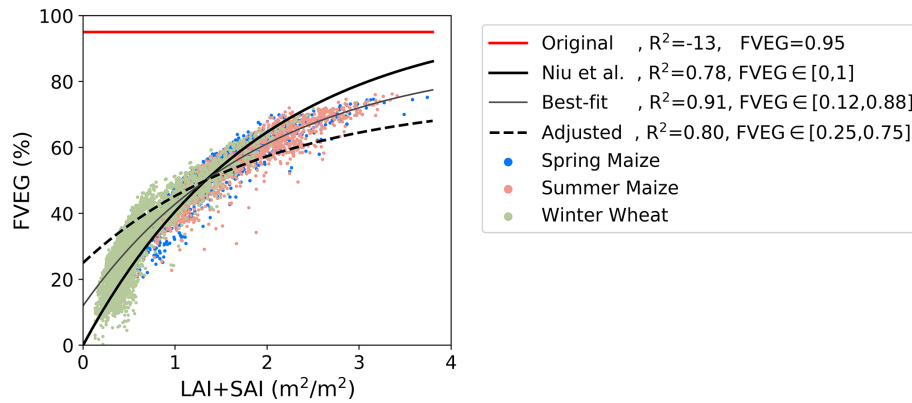 100
80
60
40
20
0
FVEG (%)
0 1 2 3 4
LAI+SAI (m²/m²)
Original , R²=-13, FVEG=0.95
Niu et al. , R²=0.78, FVEG∈[0,1]
Best-fit , R²=0.91, FVEG∈[0.12,0.88]
Adjusted , R²=0.80, FVEG∈[0.25,0.75]
Spring Maize
Summer Maize
Winter Wheat